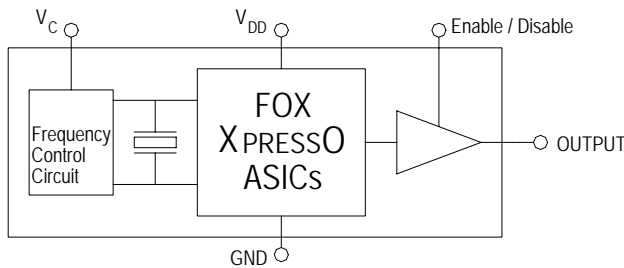 V_C
V_DD
Enable / Disable
Frequency
Control
Circuit
FOX
XPRESSO
ASICs
OUTPUT
GND